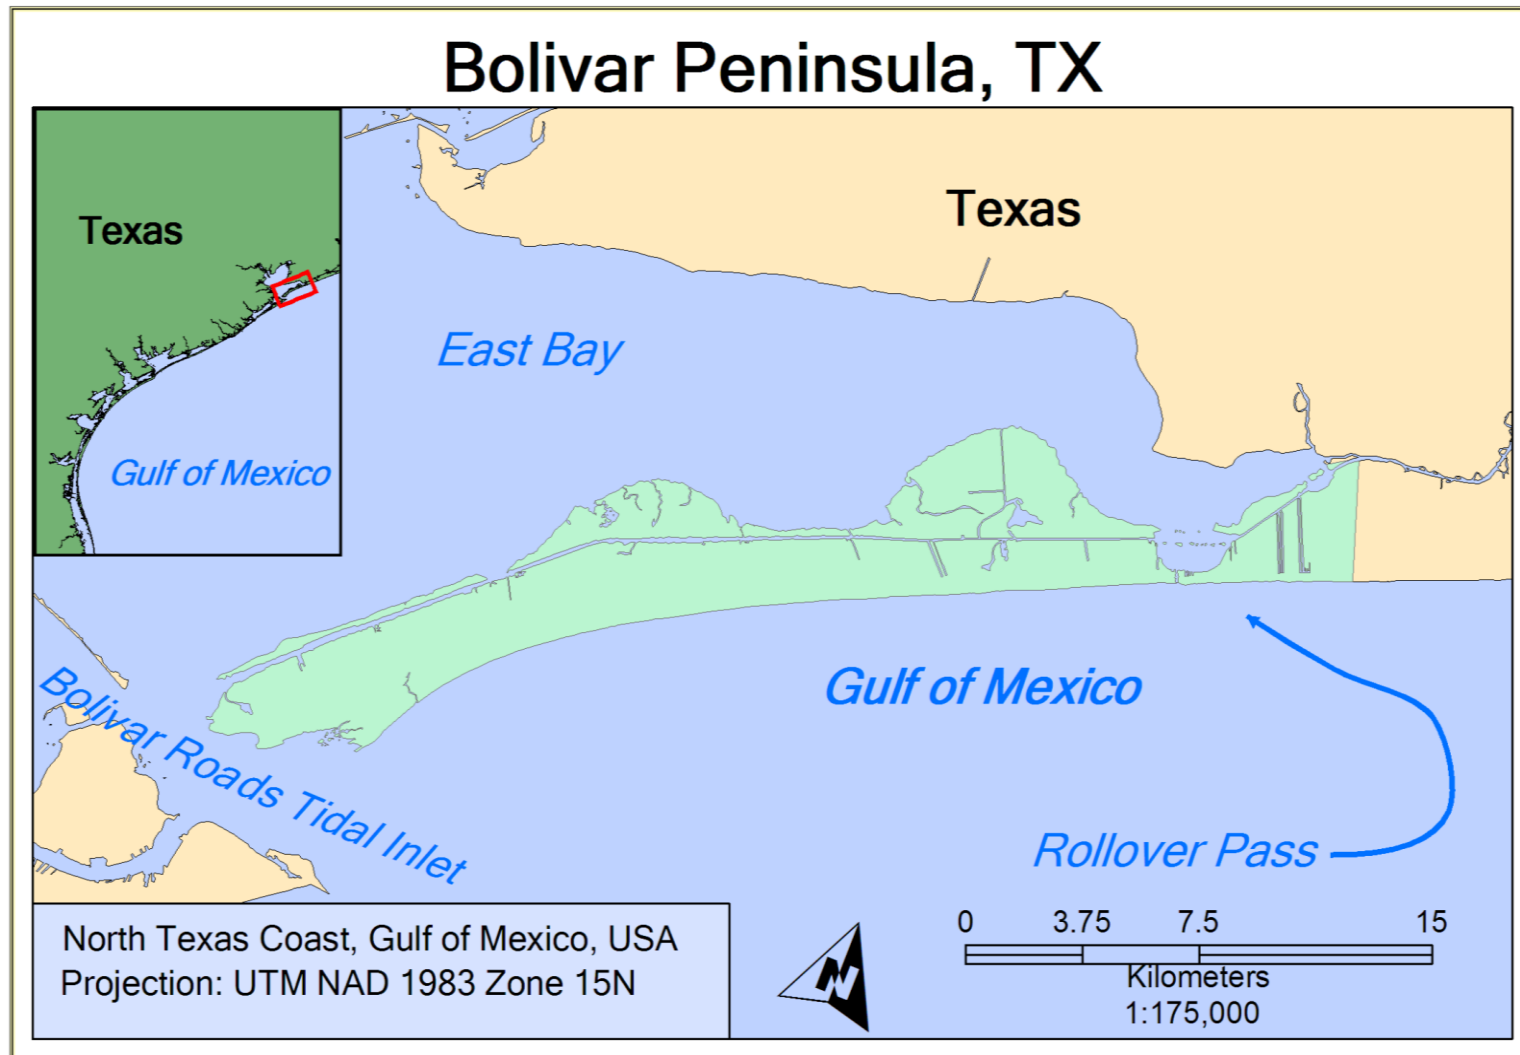 Bolivar Peninsula, TX
Texas
Gulf of Mexico
Texas
East Bay
Gulf of Mexico
Bolivar Roads Tidal Inlet
Rollover Pass
North Texas Coast, Gulf of Mexico, USA
Projection: UTM NAD 1983 Zone 15N
N
0 3.75 7.5 15
Kilometers
1:175,000